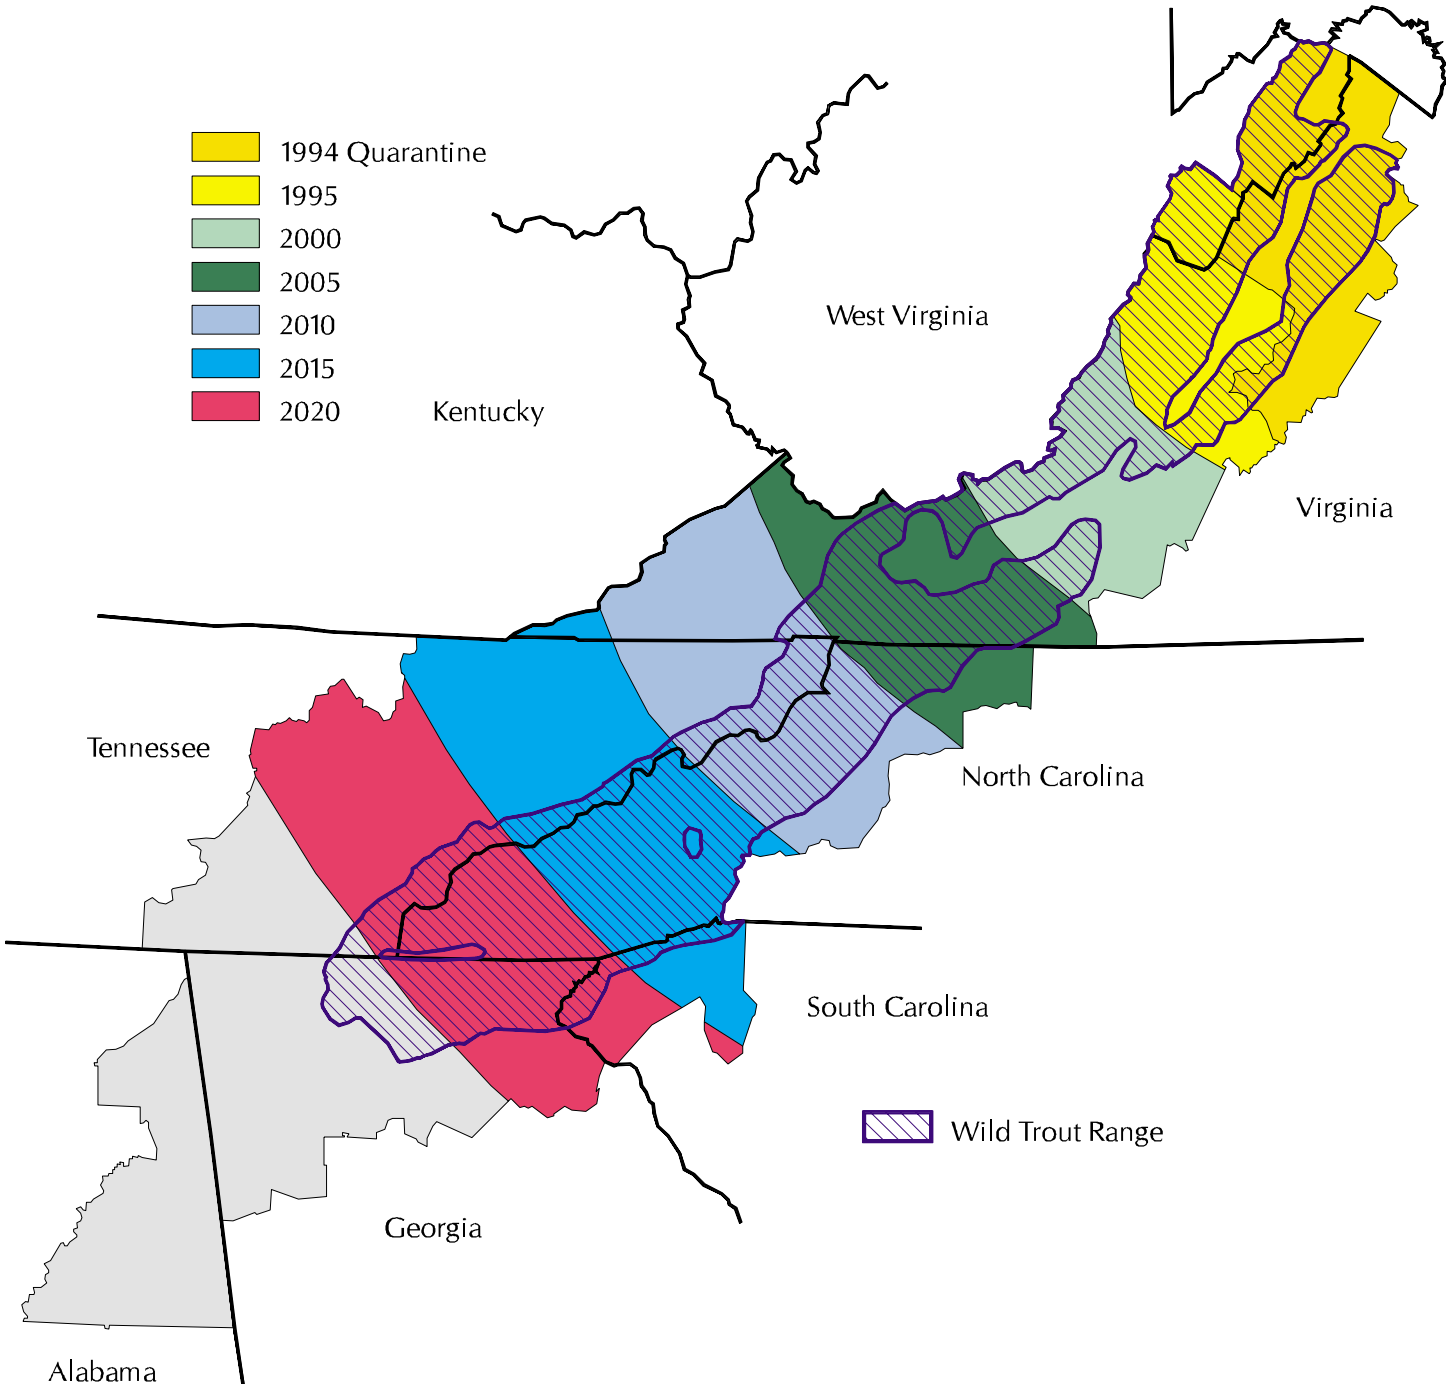 1994 Quarantine
1995
2000
2005
2010
2015
2020
West Virginia
Kentucky
Virginia
Tennessee
North Carolina
South Carolina
Wild Trout Range
Georgia
Alabama